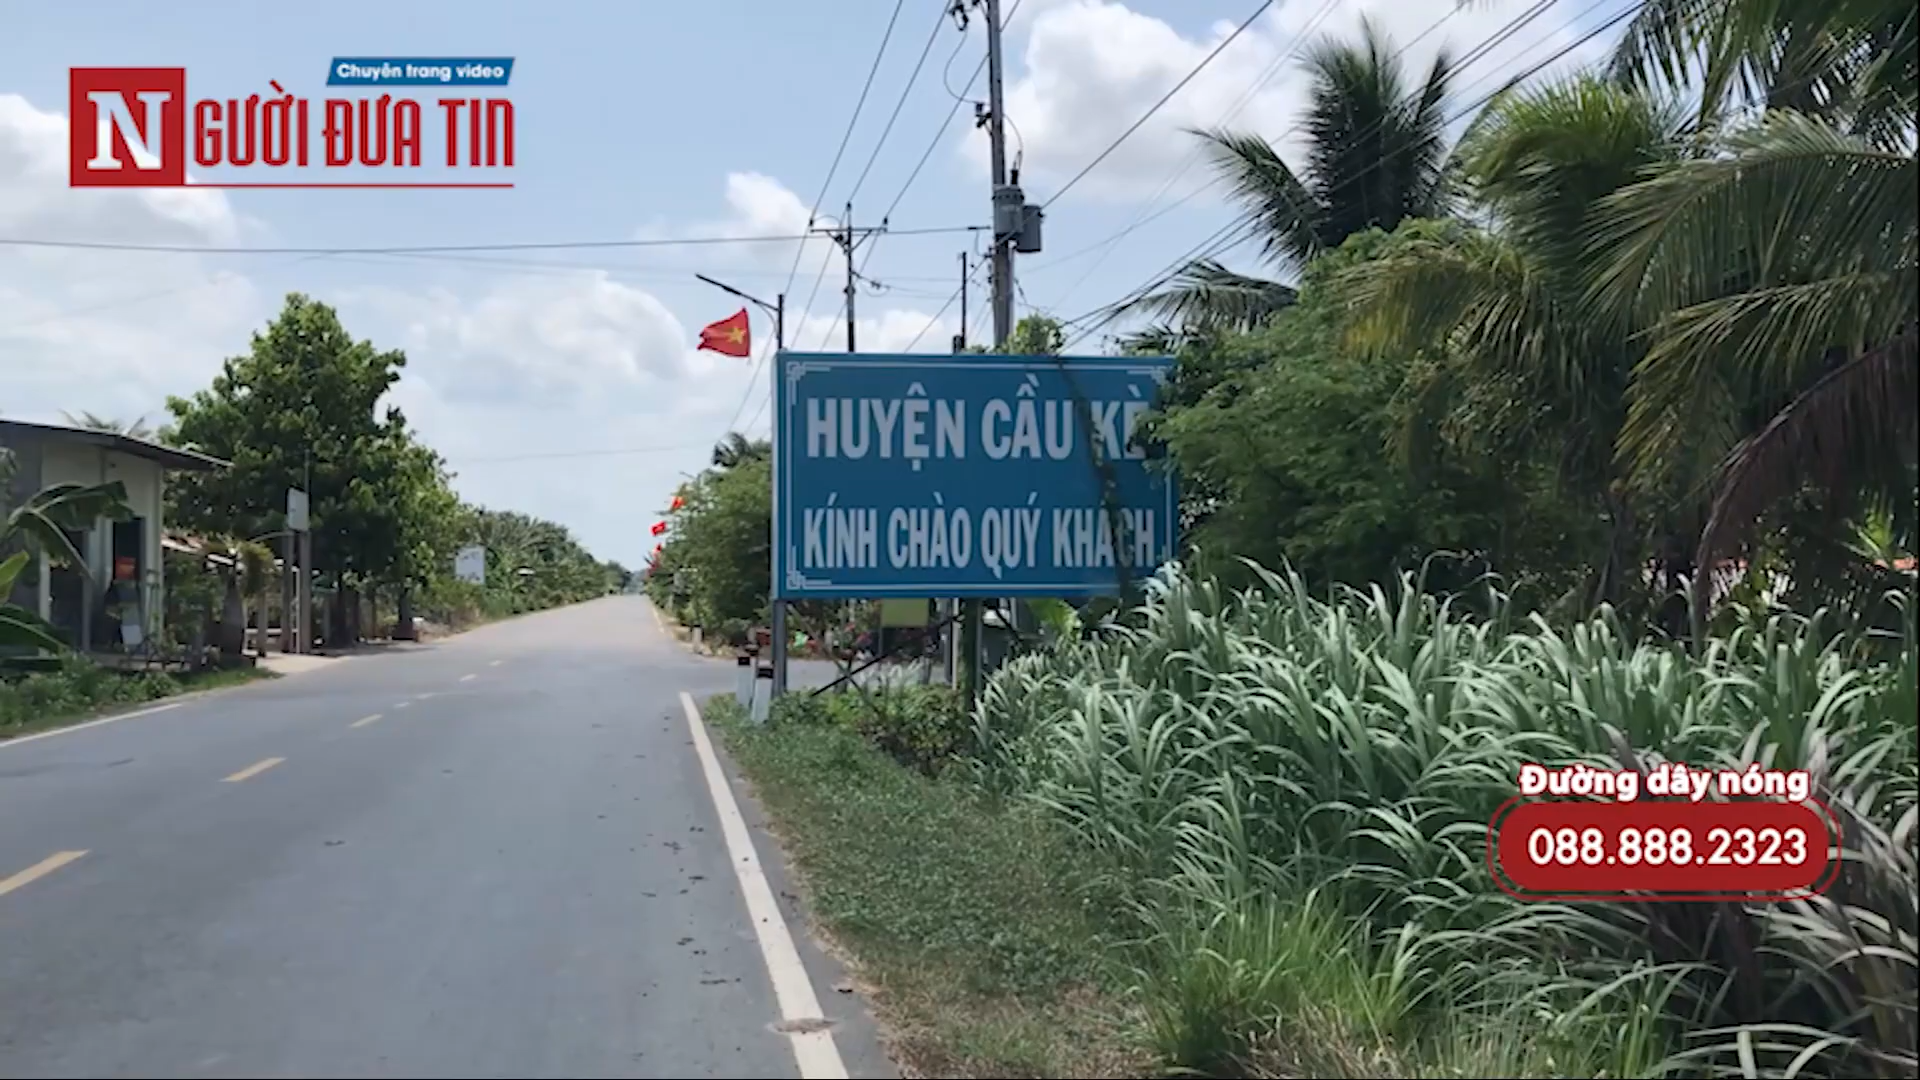 Chuyên trang video
NGƯỜI ĐƯA TIN
HUYỆN CẦU KÈ
KÍNH CHÀO QUÝ KHÁCH
Đường dây nóng
088.888.2323